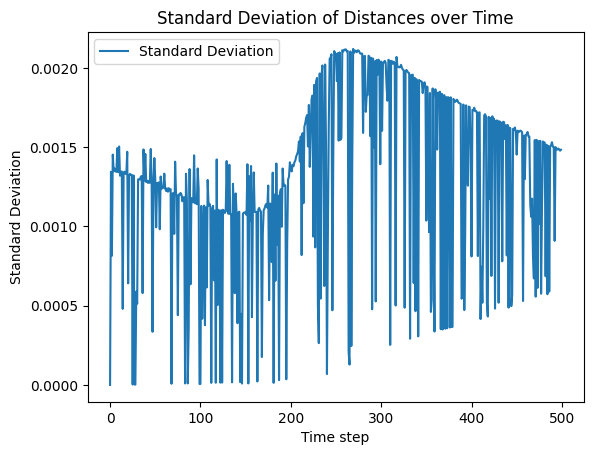 Standard Deviation of Distances over Time
Standard Deviation
Standard Deviation
0.0020
0.0015
0.0010
0.0005
0.0000
0 100 200 300 400 500
Time step